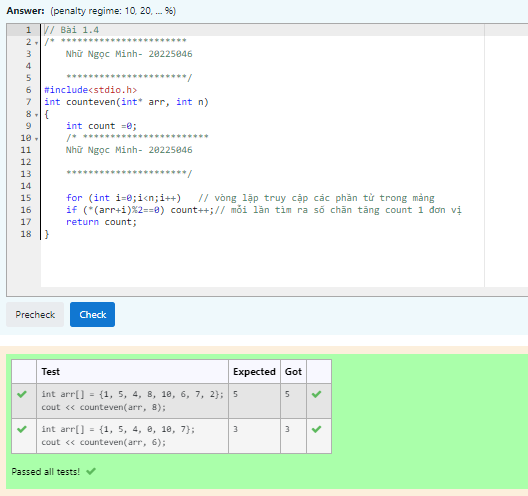 Answer: (penalty regime: 10, 20, ... %)
1 // Bài 1.4
2 /* ***********************
3 Nhữ Ngọc Minh- 20225046
4
5 **********************/
6 #include<stdio.h>
7 int counteven(int* arr, int n)
8 {
9 int count =0;
10 /* ***********************
11 Nhữ Ngọc Minh- 20225046
12
13 **********************/
14
15 for (int i=0;i<n;i++) // vòng lặp truy cập các phần tử trong mảng
16 if (*(arr+i)%2==0) count++;// mỗi lần tìm ra số chẵn tăng count 1 đơn vị
17 return count;
18 }
Precheck Check
Test Expected Got
int arr[] = {1, 5, 4, 8, 10, 6, 7, 2}; 5 5
cout << counteven(arr, 8);
int arr[] = {1, 5, 4, 0, 10, 7}; 3 3
cout << counteven(arr, 6);
Passed all tests!